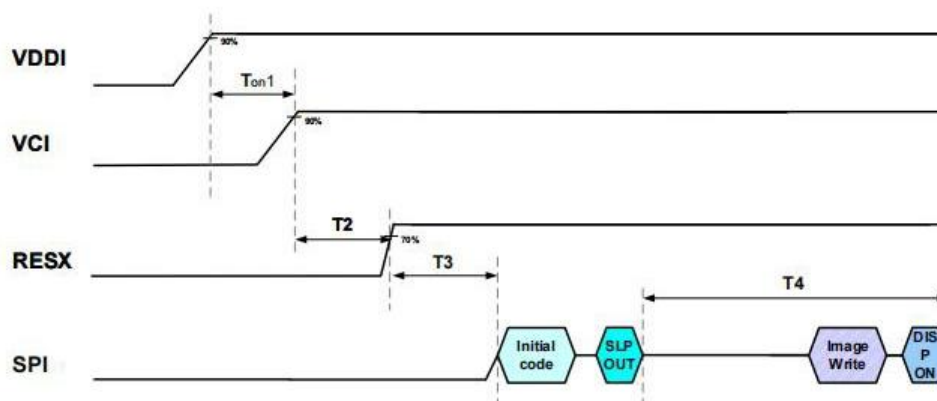 VDDI
90%
Ton1
VCI
90%
T2
RESX
70%
T3
T4
SPI
Initial
code
SLP
OUT
Image
Write
DIS
P
ON